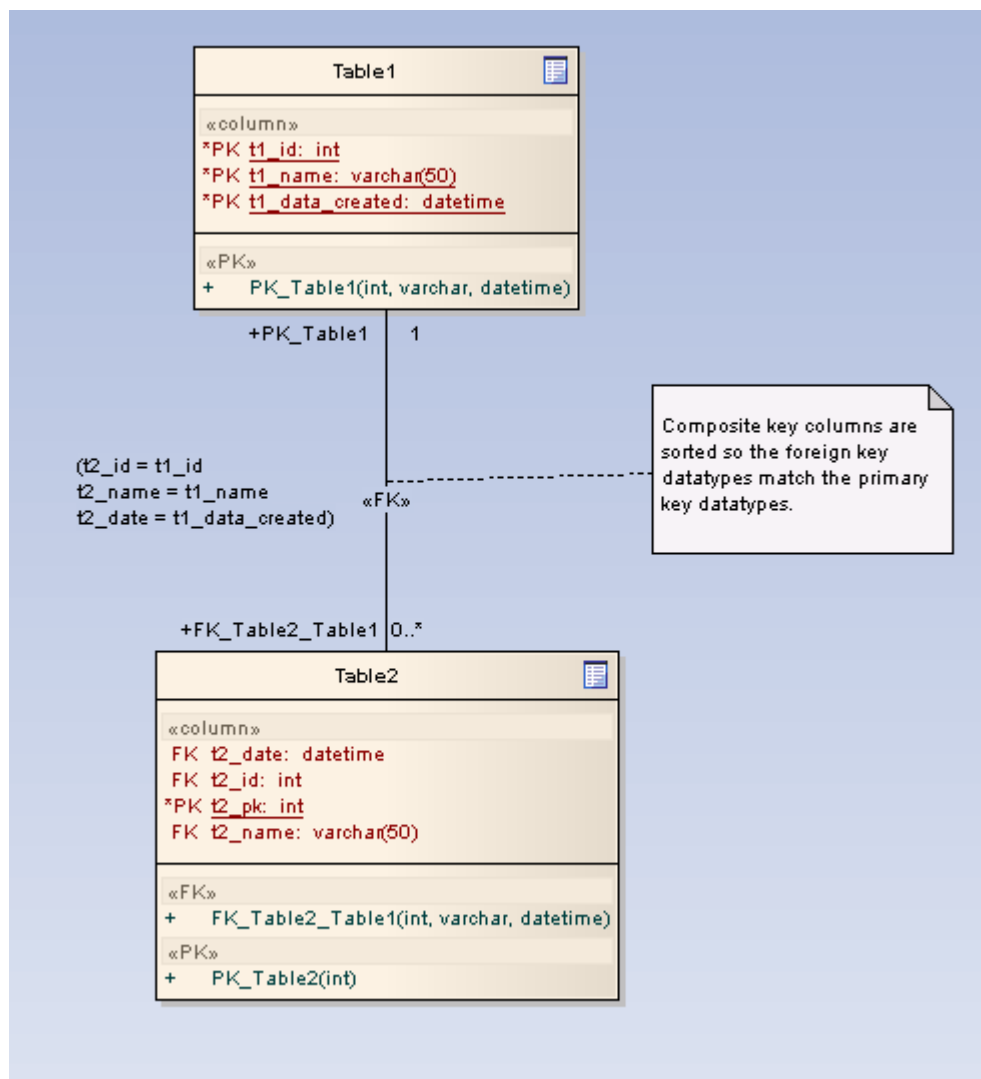 Table1
«column»
*PK t1_id: int
*PK t1_name: varchar(50)
*PK t1_data_created: datetime
«PK»
+ PK_Table1(int, varchar, datetime)
+PK_Table1 1
(t2_id = t1_id
t2_name = t1_name
t2_date = t1_data_created)
«FK»
Composite key columns are
sorted so the foreign key
datatypes match the primary
key datatypes.
+FK_Table2_Table1 0..*
Table2
«column»
FK t2_date: datetime
FK t2_id: int
*PK t2_pk: int
FK t2_name: varchar(50)
«FK»
+ FK_Table2_Table1(int, varchar, datetime)
«PK»
+ PK_Table2(int)